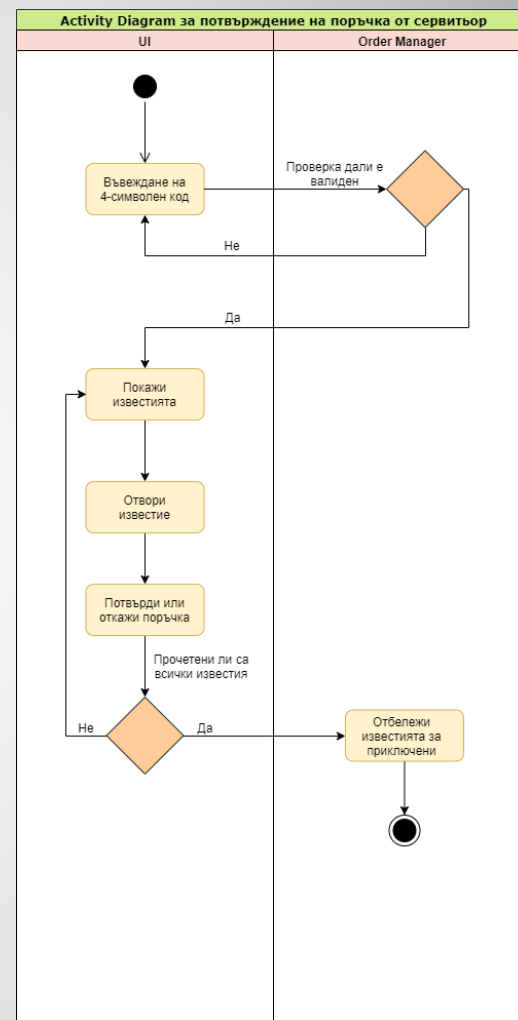 Activity Diagram за потвърждение на поръчка от сервитьор
UI
Order Manager
Въвеждане на
4-символен код
Проверка дали е
валиден
Не
Да
Покажи
известията
Отвори
известие
Потвърди или
откажи поръчка
Прочетени ли са
всички известия
Не
Да
Отбележи
известията за
приключени